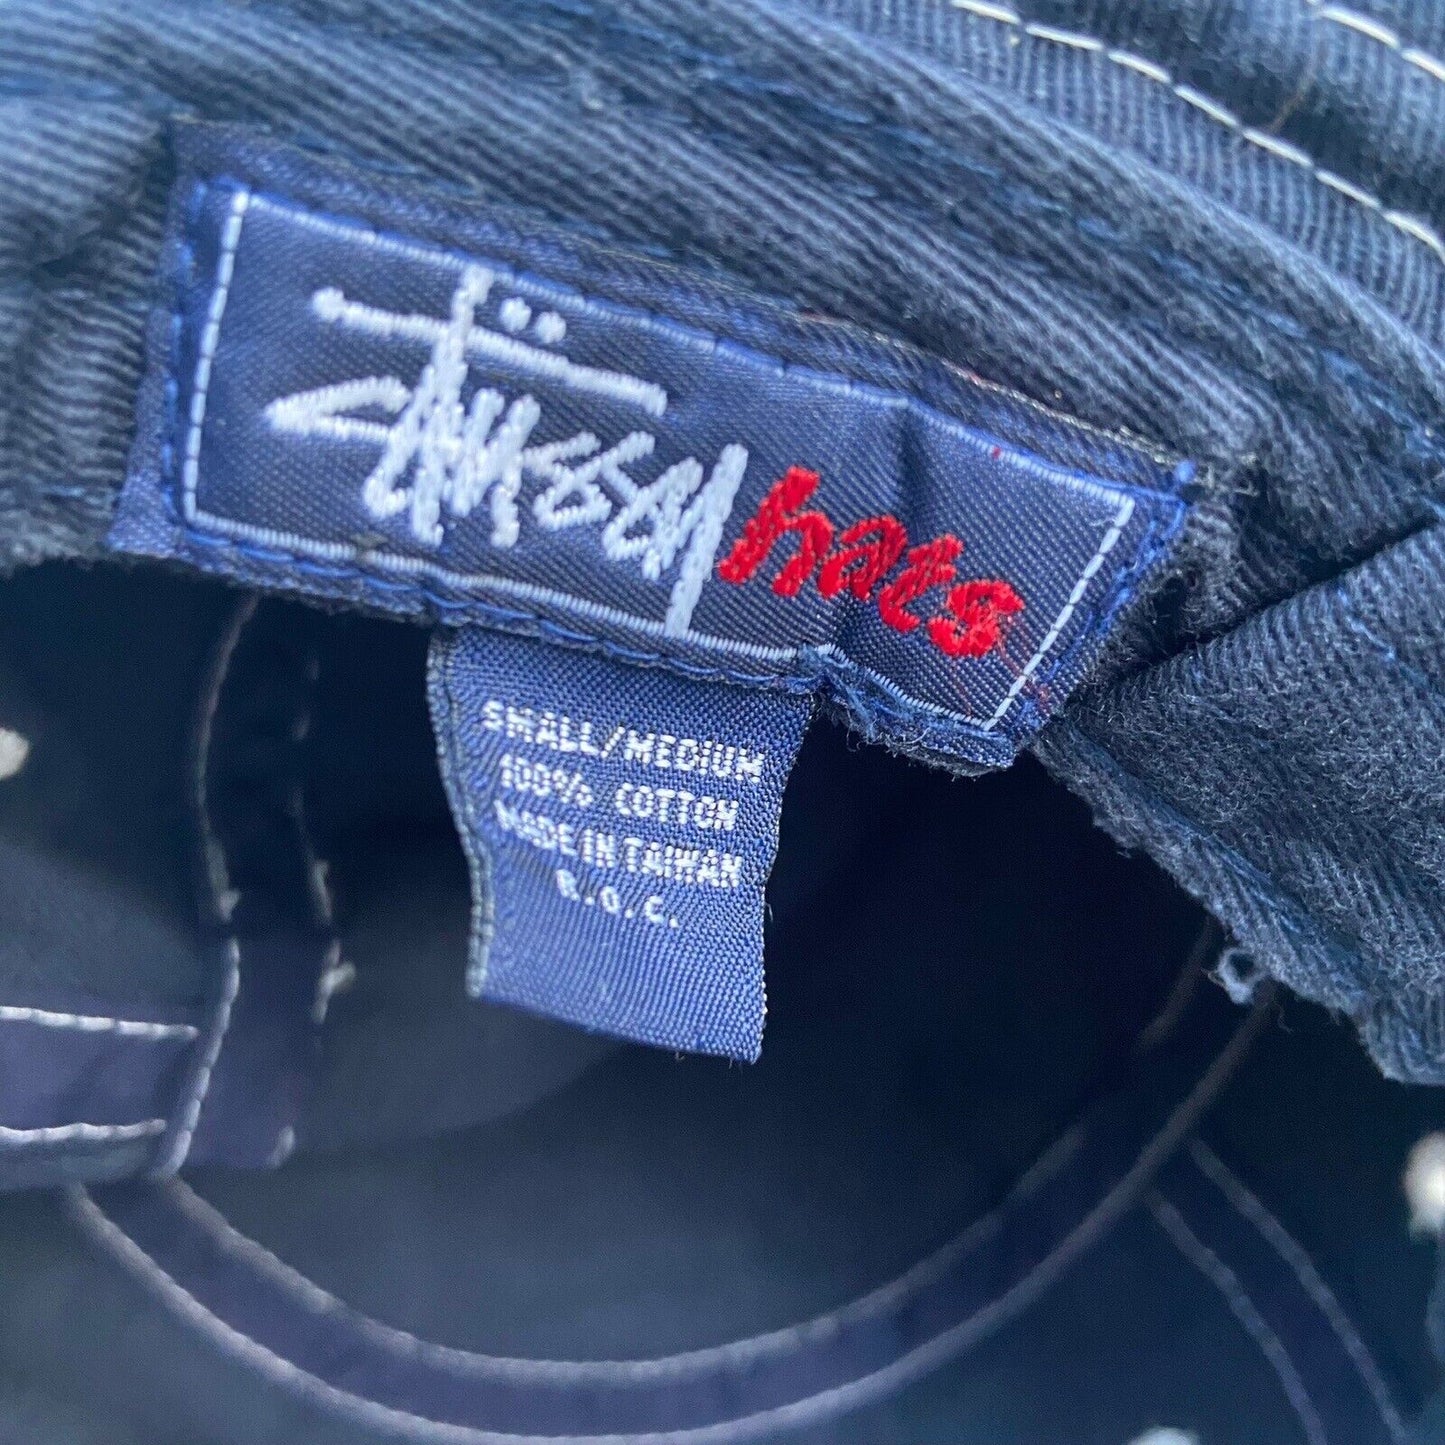 Stüssy hats
SMALL/MEDIUM
100% COTTON
MADE IN TAIWAN
R.O.C.